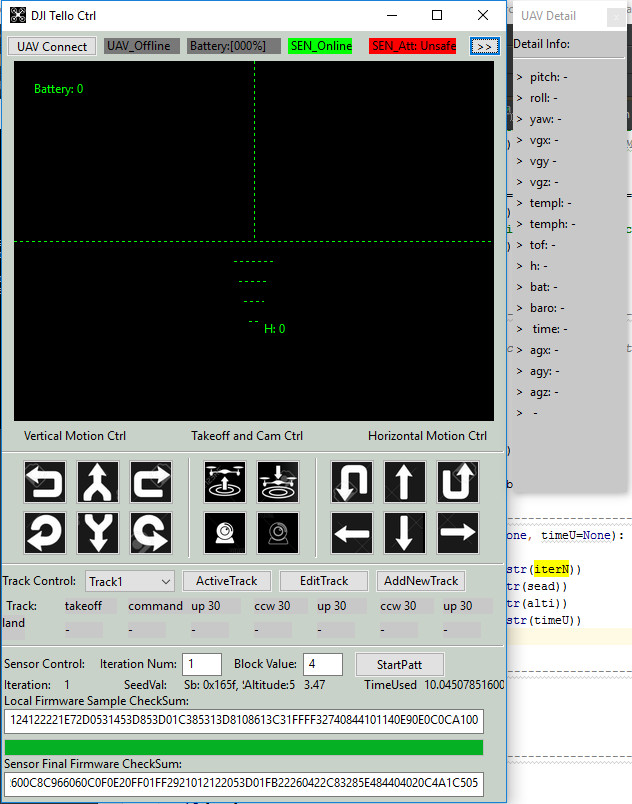 DJI Tello Ctrl
UAV Connect UAV_Offline Battery:[000%] SEN_Online SEN_Att: Unsafe >>
Battery: 0
H: 0
Vertical Motion Ctrl Takeoff and Cam Ctrl Horizontal Motion Ctrl
Track Control: Track1 ActiveTrack EditTrack AddNewTrack
Track: takeoff command up 30 ccw 30 up 30 ccw 30 up 30
land - - - - - - -
Sensor Control: Iteration Num: 1 Block Value: 4 StartPatt
Iteration: 1 SeedVal: Sb: 0x165f, 'Altitude:5 3.47 TimeUsed 10.04507851600
Local Firmware Sample CheckSum:
124122221E72D0531453D853D01C385313D8108613C31FFFF32740844101140E90E0C0CA100
Sensor Final Firmware CheckSum:
:600C8C966060C0F0E20FF01FF2921012122053D01FB22260422C83285E484404020C4A1C505
UAV Detail
Detail Info:
> pitch: -
> roll: -
> yaw: -
> vgx: -
> vgy -
> vgz: -
> templ: -
> temph: -
> tof: -
> h: -
> bat: -
> baro: -
> time: -
> agx: -
> agy: -
> agz: -
> -
one, timeU=None):
str(iterN))
tr(sead))
tr(alti))
str(timeU))